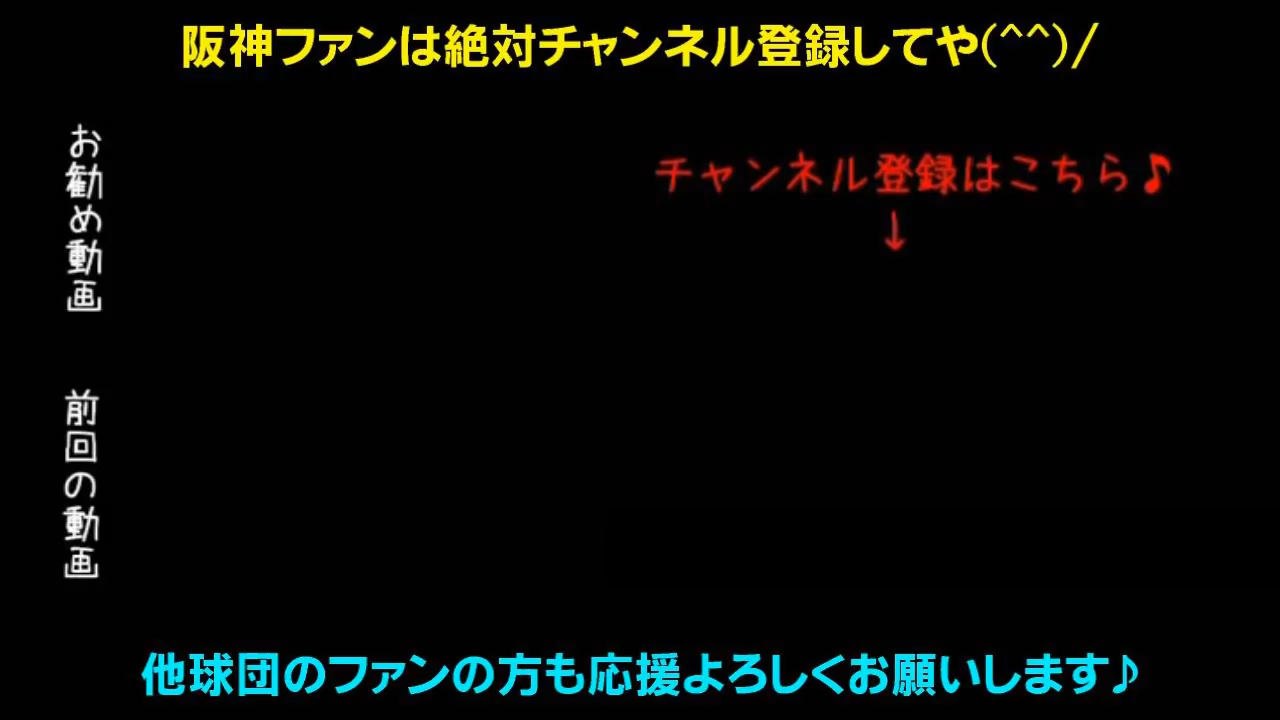 阪神ファンは絶対チャンネル登録してや(^^)/
お勧め動画
チャンネル登録はこちら♪
↓
前回の動画
他球団のファンの方も応援よろしくお願いします♪